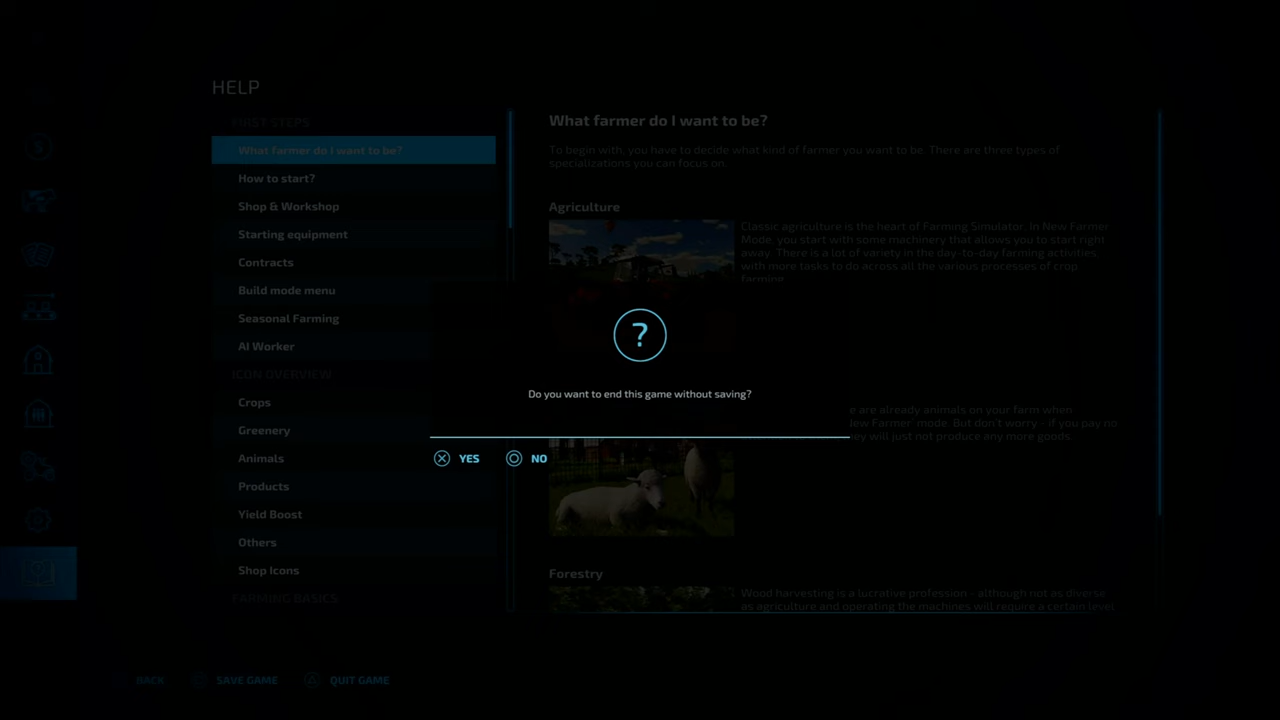 HELP
FIRST STEPS
What farmer do I want to be?
How to start?
Shop & Workshop
Starting equipment
Contracts
Build mode menu
Seasonal Farming
AI Worker
ICON OVERVIEW
Crops
Greenery
Animals
Products
Yield Boost
Others
Shop Icons
FARMING BASICS
What farmer do I want to be?
To begin with, you have to decide what kind of farmer you want to be. There are three types of
specializations you can focus on.
Agriculture
Classic agriculture is the heart of Farming Simulator. In New Farmer
Mode, you start with some machinery that allows you to start right
away. There is a lot of variety in the day-to-day farming activities
with more tasks to do across all the various processes of crop
farming.
e are already animals on your farm when
ew Farmer' mode. But don't worry - if you pay no
ey will just not produce any more goods.
Forestry
Wood harvesting is a lucrative profession - although not as diverse
as agriculture and operating the machines will require a certain level
?
Do you want to end this game without saving?
YES NO
BACK SAVE GAME QUIT GAME